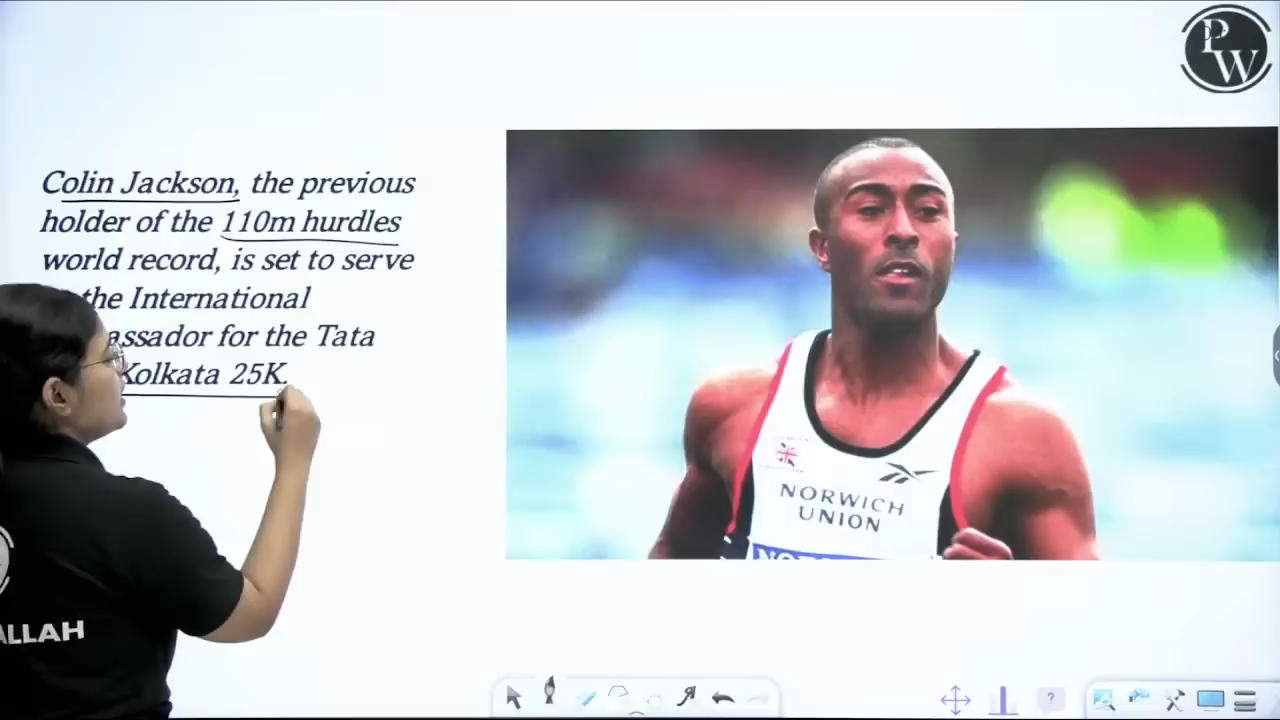 PW
Colin Jackson, the previous
holder of the 110m hurdles
world record, is set to serve
the International
assador for the Tata
Kolkata 25K.
NORWICH
UNION
ALLAH
?